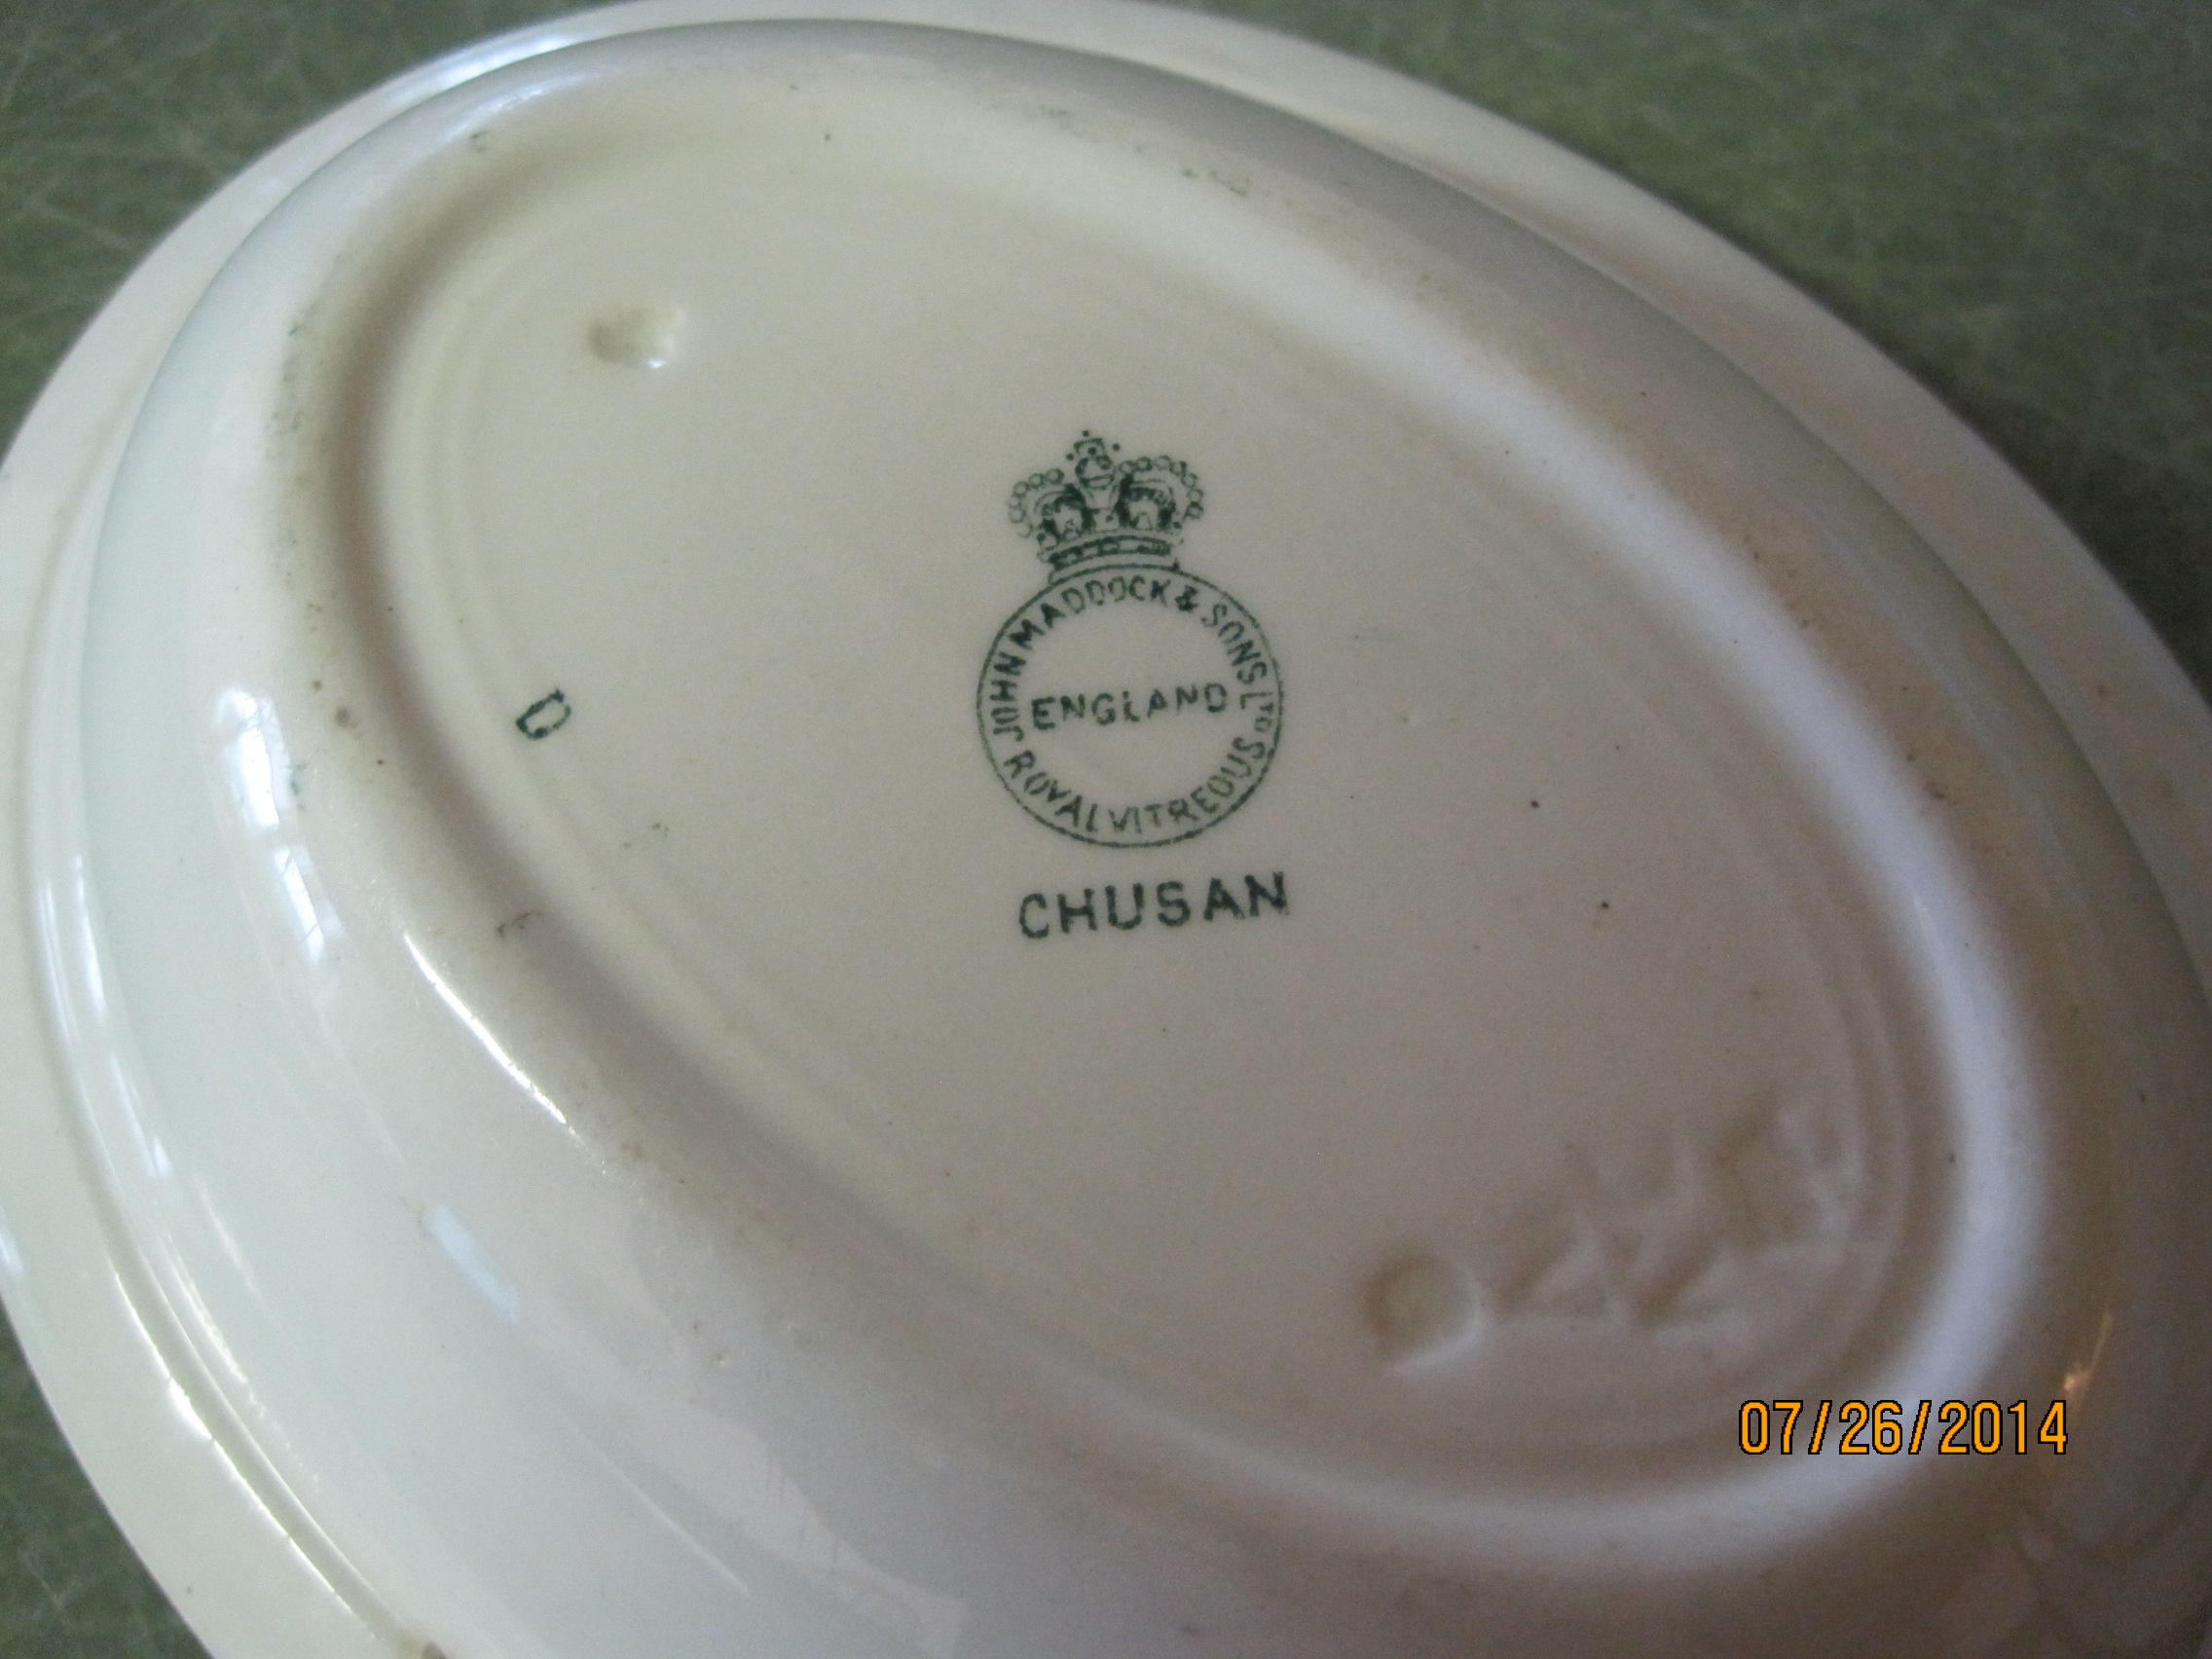 JOHN MADDOCK & SONS LTD
ENGLAND
ROYAL VITREOUS
CHUSAN
D
07/26/2014